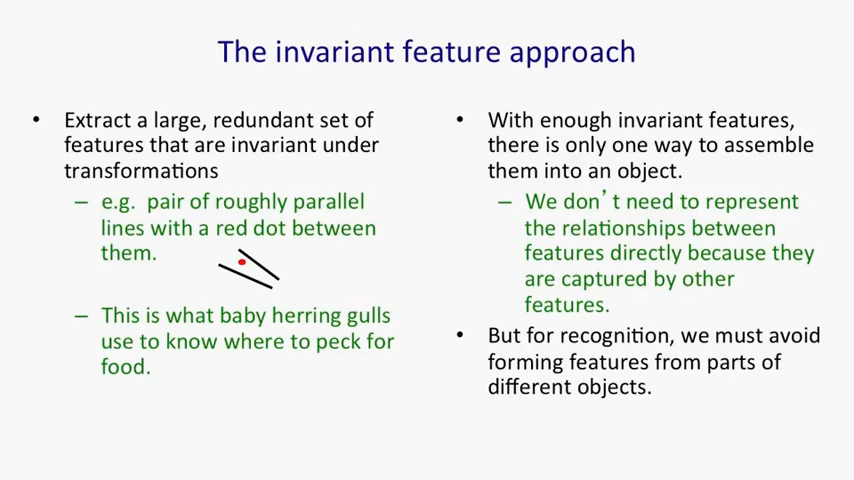 The invariant feature approach
• Extract a large, redundant set of
features that are invariant under
transformations
– e.g. pair of roughly parallel
lines with a red dot between
them.
– This is what baby herring gulls
use to know where to peck for
food.
• With enough invariant features,
there is only one way to assemble
them into an object.
– We don’t need to represent
the relationships between
features directly because they
are captured by other
features.
• But for recognition, we must avoid
forming features from parts of
different objects.